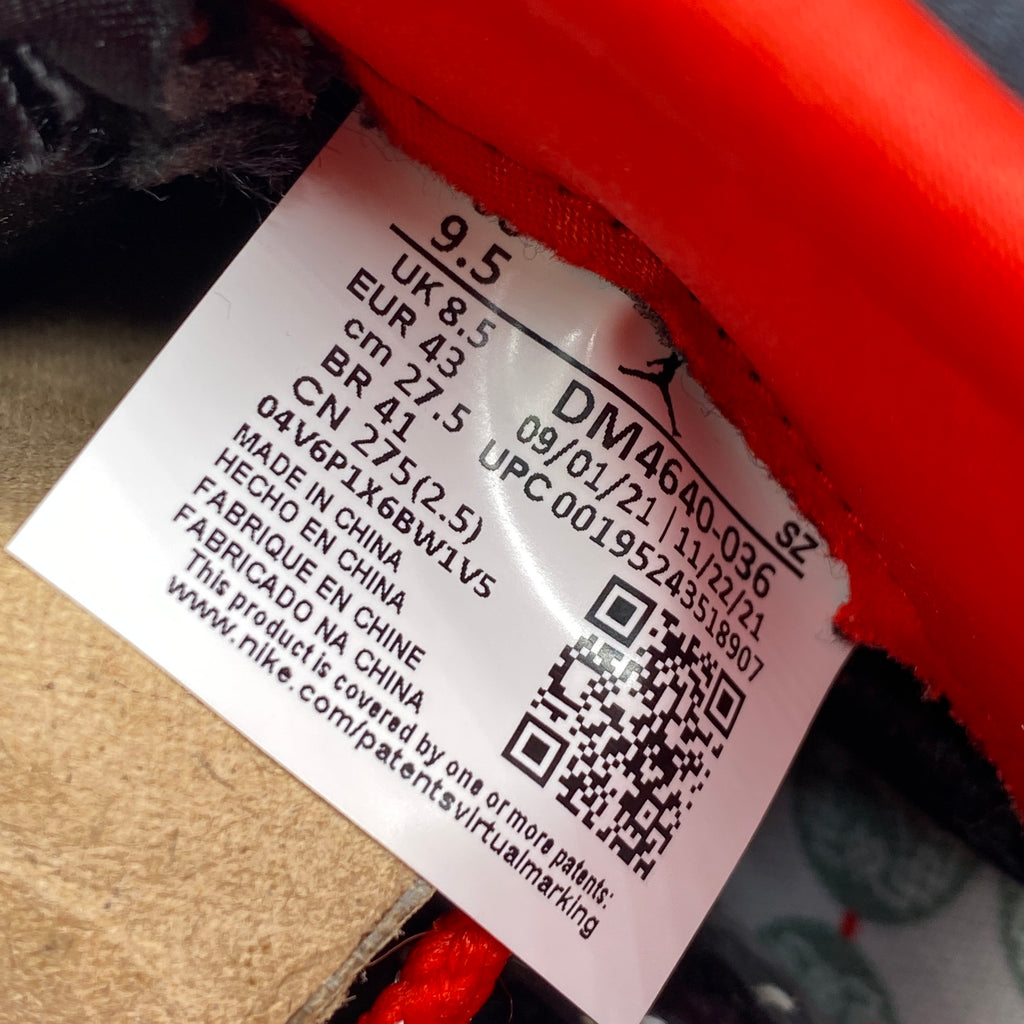 9.5
SZ
UK 8.5
EUR 43
cm 27.5
BR 41
CN 275(2.5)
04V6P1X6BW1V5
DM4640-036
09/01/21 | 11/22/21
UPC 00195243518907
MADE IN CHINA
HECHO EN CHINA
FABRIQUE EN CHINE
FABRICADO NA CHINA
This product is covered by one or more patents:
www.nike.com/patentsvirtualmarking